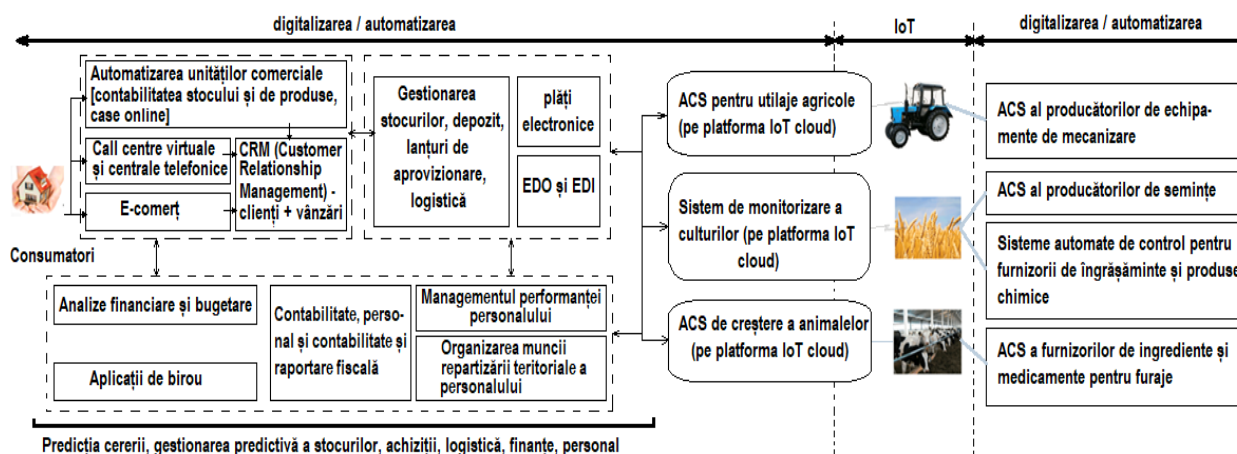 digitalizarea / automatizarea
IoT
digitalizarea / automatizarea
Automatizarea unităților comerciale
[contabilitatea stocului și de produse,
case online]
Call centre virtuale
și centrale telefonice
E-comerț
CRM (Customer
Relationship
Management) -
clienți + vânzări
Gestionarea
stocurilor, depozit,
lanțuri de
aprovizionare,
logistică
plăți
electronice
EDO și EDI
ACS pentru utilaje agricole
(pe platforma IoT cloud)
ACS al producătorilor de echipa-
mente de mecanizare
Sistem de monitorizare a
culturilor (pe platforma IoT
cloud)
ACS al producătorilor de semințe
Sisteme automate de control pentru
furnizorii de îngrășăminte și produse
chimice
Consumatori
Analize financiare și bugetare
Aplicații de birou
Contabilitate, perso-
nal și contabilitate și
raportare fiscală
Managementul performanței
personalului
Organizarea muncii
repartizării teritoriale a
personalului
ACS de creștere a animalelor
(pe platforma IoT cloud)
ACS a furnizorilor de ingrediente și
medicamente pentru furaje
Predicția cererii, gestionarea predictivă a stocurilor, achiziții, logistică, finanțe, personal